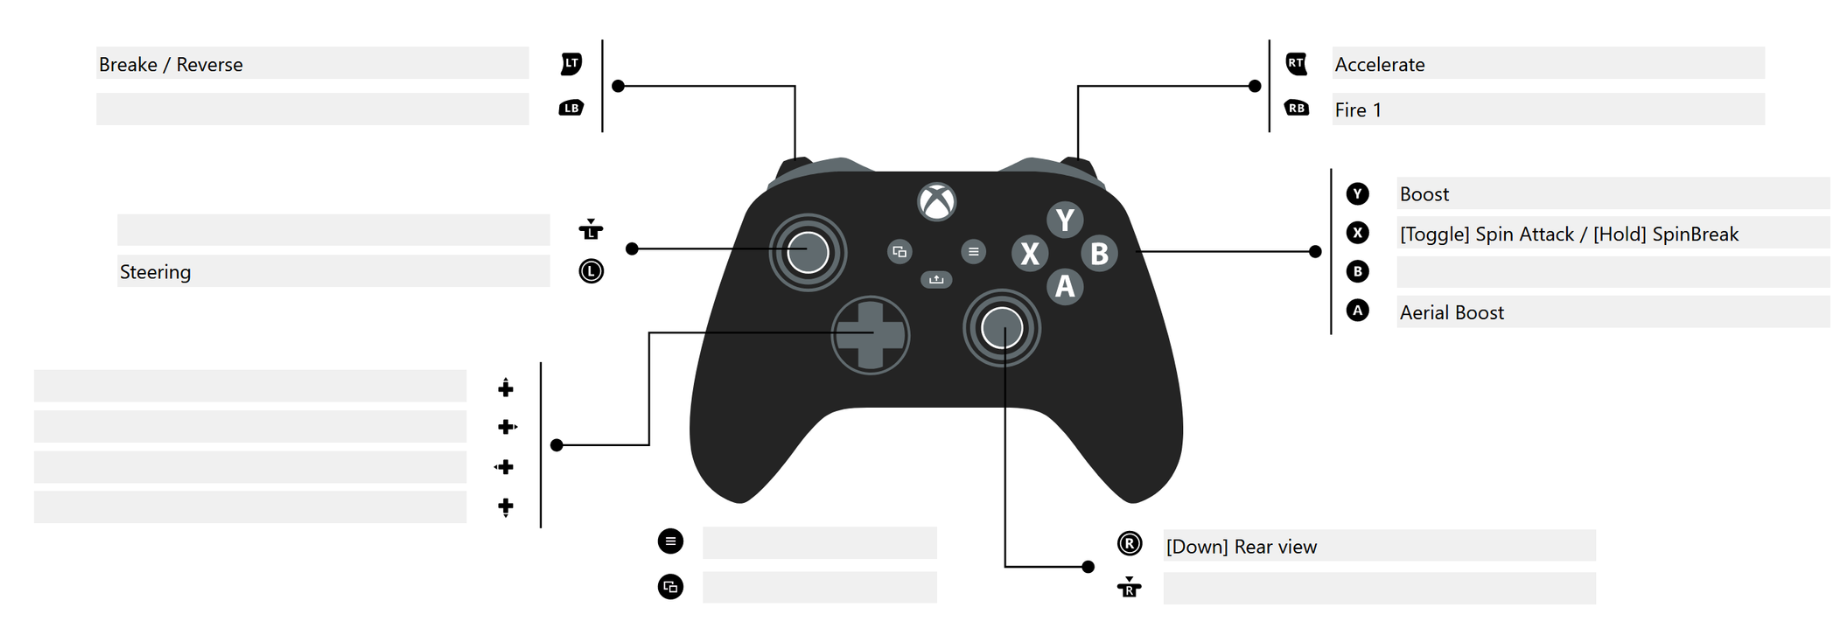 Breake / Reverse
LT
LB
RT
Accelerate
RB
Fire 1
L
Steering
L
Y
X
B
A
Y
Boost
X
[Toggle] Spin Attack / [Hold] SpinBreak
B
A
Aerial Boost
R
[Down] Rear view
R